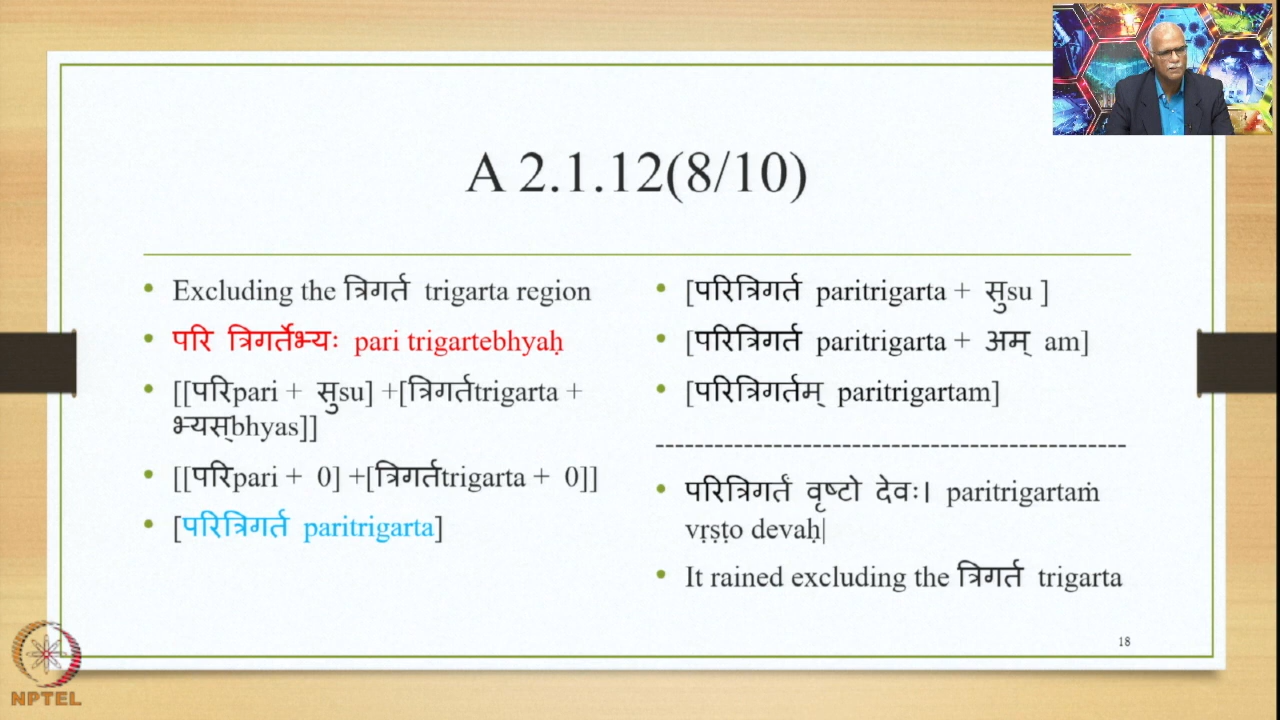 A 2.1.12(8/10)
• Excluding the त्रिगर्त trigarta region
• परि त्रिगर्तेभ्यः pari trigartebhyaḥ
• [[परिpari + सुsu] +[त्रिगर्तtrigarta +
भ्यस्bhyas]]
• [[परिpari + 0] +[त्रिगर्तtrigarta + 0]]
• [परित्रिगर्त paritrigarta]
• [परित्रिगर्त paritrigarta + सुsu ]
• [परित्रिगर्त paritrigarta + अम् am]
• [परित्रिगर्तम् paritrigartam]
------------------------------------------------
• परित्रिगर्तं वृष्टो देवः। paritrigartaṁ
vṛṣṭo devaḥ|
• It rained excluding the त्रिगर्त trigarta
18
NPTEL